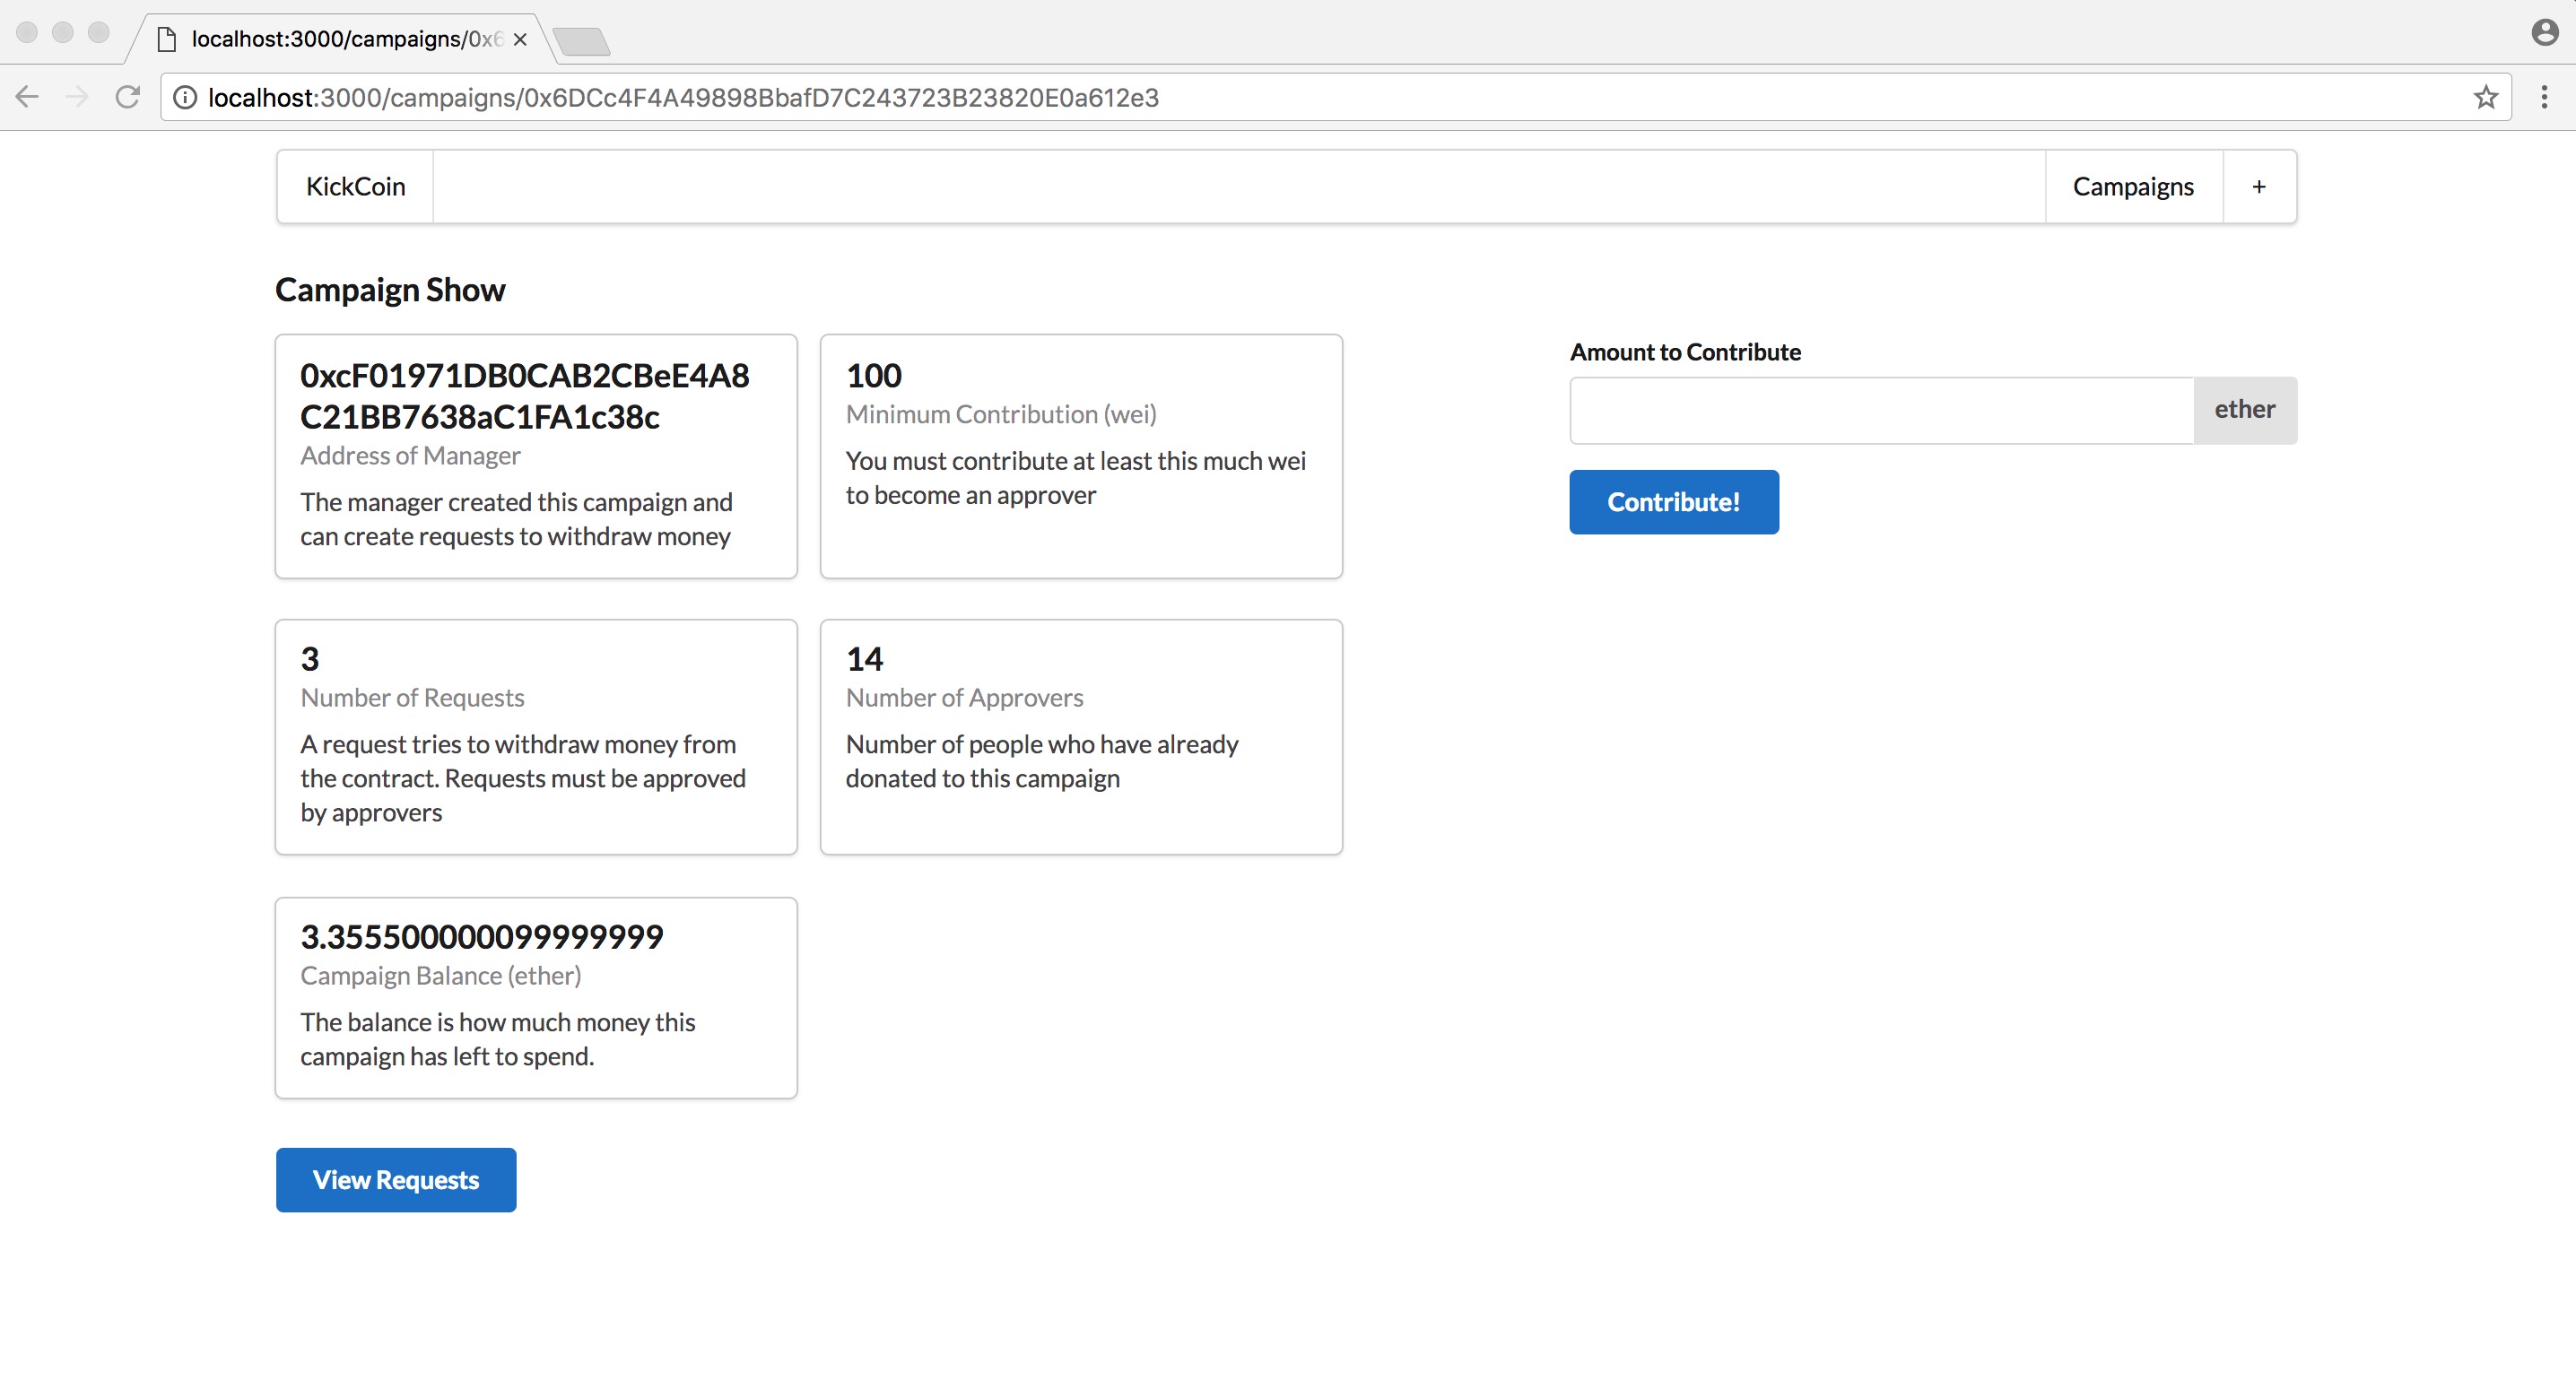 localhost:3000/campaigns/0x6
localhost:3000/campaigns/0x6DCc4F4A49898BbafD7C243723B23820E0a612e3
KickCoin
Campaigns
+
Campaign Show
0xcF01971DB0CAB2CBeE4A8
C21BB7638aC1FA1c38c
Address of Manager
The manager created this campaign and
can create requests to withdraw money
100
Minimum Contribution (wei)
You must contribute at least this much wei
to become an approver
Amount to Contribute
ether
Contribute!
3
Number of Requests
A request tries to withdraw money from
the contract. Requests must be approved
by approvers
14
Number of Approvers
Number of people who have already
donated to this campaign
3.355500000099999999
Campaign Balance (ether)
The balance is how much money this
campaign has left to spend.
View Requests